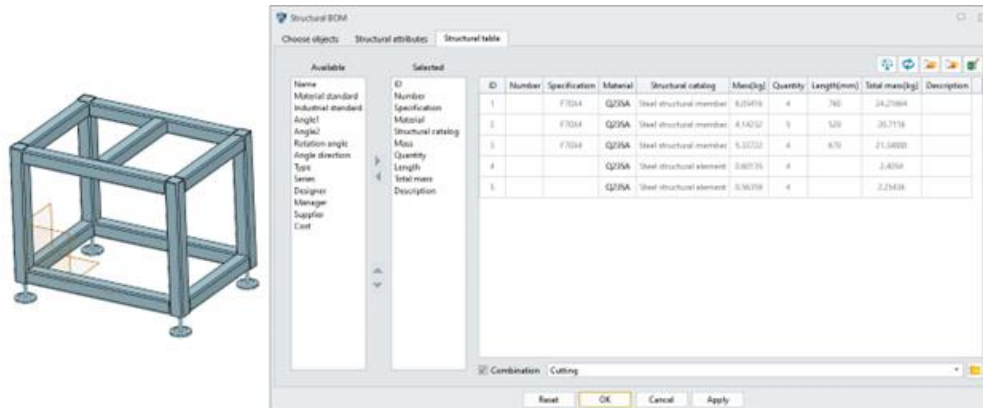 Structural BOM
Choose objects Structural attributes Structural table
Available
Name
Material standard
Industrial standard
Angle1
Angle2
Rotation angle
Angle direction
Type
Series
Designer
Manager
Supplier
Cost
Selected
ID
Number
Specification
Material
Structural catalog
Mass
Quantity
Length
Total mass
Description
ID Number Specification Material Structural catalog Mass(kg) Quantity Length(mm) Total mass(kg) Description
1 F70X4 Q235A Steel structural member 4 760
2 F70X4 Q235A Steel structural member 5 520
3 F70X4 Q235A Steel structural member 4 670
4 Q235A Steel structural element 4
5 Q235A Steel structural element 4
Combination Cutting
Reset OK Cancel Apply